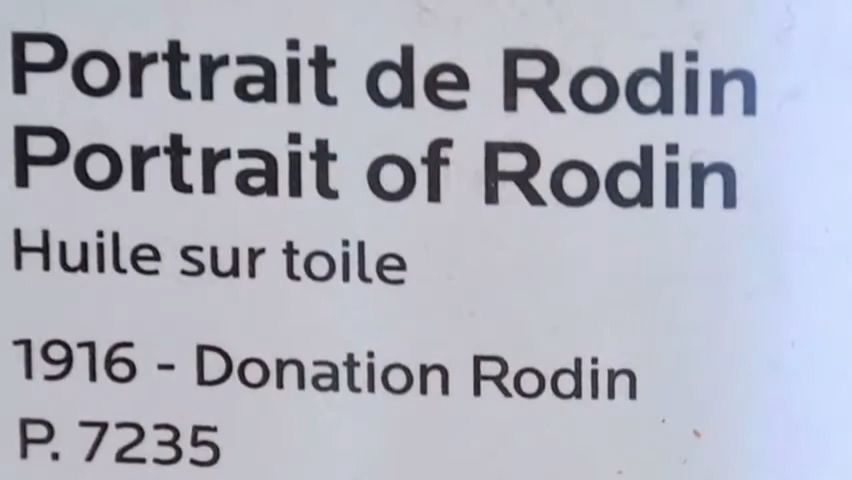 Portrait de Rodin
Portrait of Rodin
Huile sur toile
1916 - Donation Rodin
P. 7235